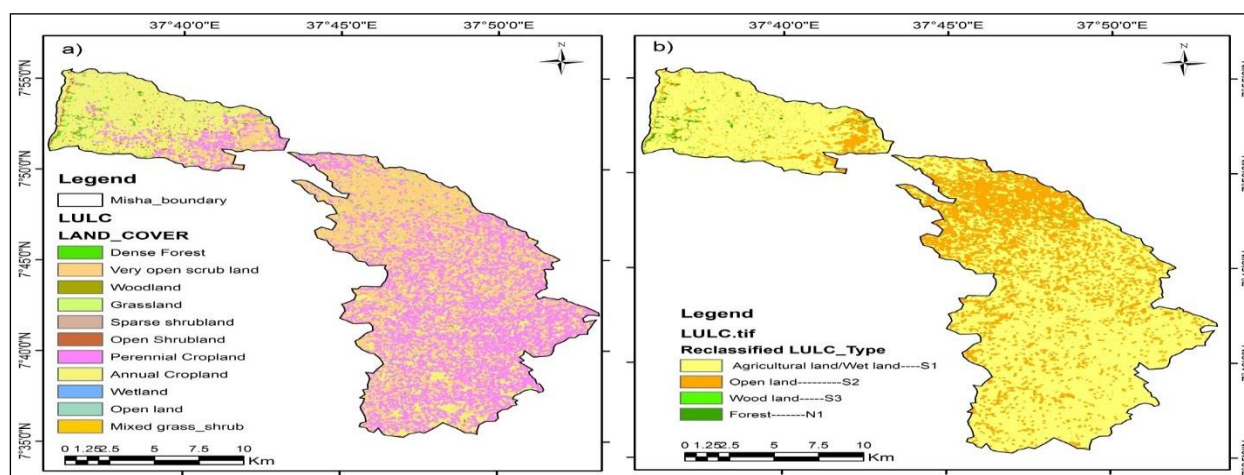 37°40'0"E 37°45'0"E 37°50'0"E
a)
N
7°55'0"N
7°50'0"N
7°45'0"N
7°40'0"N
7°35'0"N
Legend
Misha_boundary
LULC
LAND_COVER
Dense Forest
Very open scrub land
Woodland
Grassland
Sparse shrubland
Open Shrubland
Perennial Cropland
Annual Cropland
Wetland
Open land
Mixed grass_shrub
0 1.25 2.5 5 7.5 10
Km
37°40'0"E 37°45'0"E 37°50'0"E
b)
N
Legend
LULC.tif
Reclassified LULC_Type
Agricultural land/Wet land----S1
Open land---------S2
Wood land-----S3
Forest-------N1
0 1.25 2.5 5 7.5 10
Km